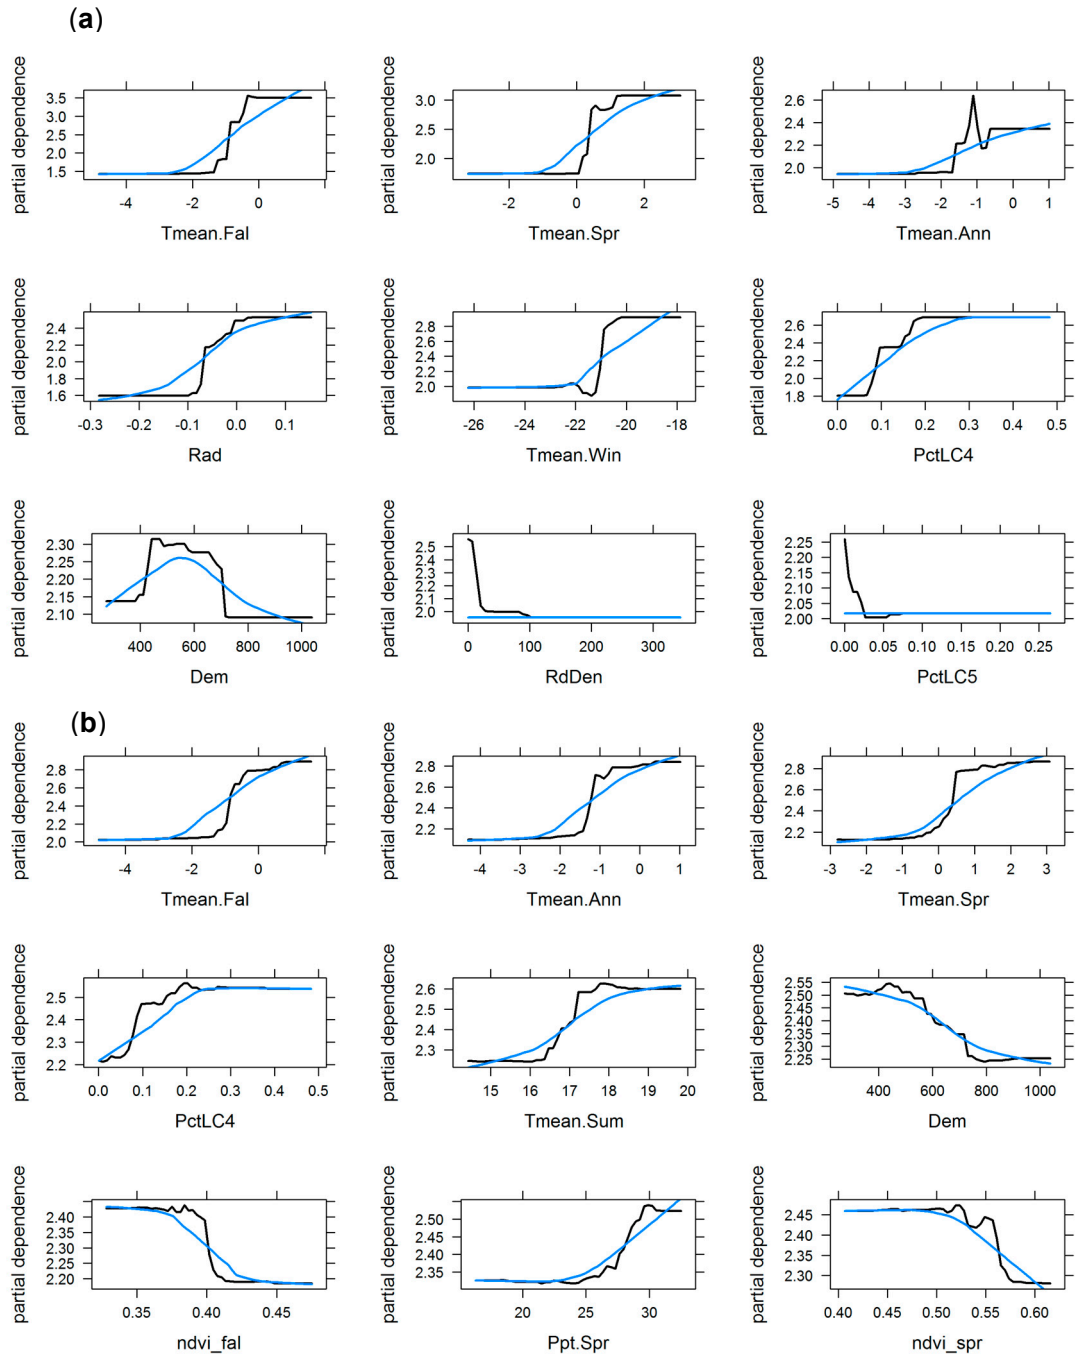 (a)
partial dependence
3.5
3.0
2.5
2.0
1.5
-4 -2 0
Tmean.Fal
partial dependence
3.0
2.5
2.0
-2 0 2
Tmean.Spr
partial dependence
2.6
2.4
2.2
2.0
-5 -4 -3 -2 -1 0 1
Tmean.Ann
partial dependence
2.4
2.2
2.0
1.8
1.6
-0.3 -0.2 -0.1 0.0 0.1
Rad
partial dependence
2.8
2.6
2.4
2.2
2.0
-26 -24 -22 -20 -18
Tmean.Win
partial dependence
2.6
2.4
2.2
2.0
1.8
0.0 0.1 0.2 0.3 0.4 0.5
PctLC4
partial dependence
2.30
2.25
2.20
2.15
2.10
400 600 800 1000
Dem
partial dependence
2.5
2.4
2.3
2.2
2.1
2.0
0 100 200 300
RdDen
partial dependence
2.25
2.20
2.15
2.10
2.05
2.00
0.00 0.05 0.10 0.15 0.20 0.25
PctLC5
(b)
partial dependence
2.8
2.6
2.4
2.2
2.0
-4 -2 0
Tmean.Fal
partial dependence
2.8
2.6
2.4
2.2
-4 -3 -2 -1 0 1
Tmean.Ann
partial dependence
2.8
2.6
2.4
2.2
-3 -2 -1 0 1 2 3
Tmean.Spr
partial dependence
2.5
2.4
2.3
2.2
0.0 0.1 0.2 0.3 0.4 0.5
PctLC4
partial dependence
2.6
2.5
2.4
2.3
15 16 17 18 19 20
Tmean.Sum
partial dependence
2.55
2.50
2.45
2.40
2.35
2.30
2.25
400 600 800 1000
Dem
partial dependence
2.40
2.35
2.30
2.25
2.20
0.35 0.40 0.45
ndvi_fal
partial dependence
2.50
2.45
2.40
2.35
20 25 30
Ppt.Spr
partial dependence
2.45
2.40
2.35
2.30
0.40 0.45 0.50 0.55 0.60
ndvi_spr